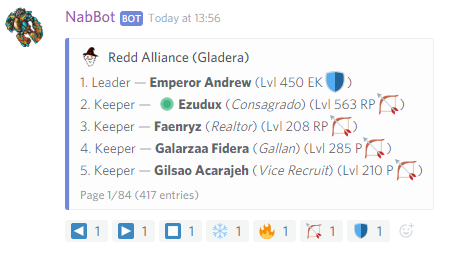 NabBot BOT Today at 13:56
Redd Alliance (Gladera)
1. Leader — Emperor Andrew (Lvl 450 EK)
2. Keeper — Ezudux (Consagrado) (Lvl 563 RP)
3. Keeper — Faenryz (Realtor) (Lvl 208 RP)
4. Keeper — Galarzaa Fidera (Gallan) (Lvl 285 P)
5. Keeper — Gilsao Acarajeh (Vice Recruit) (Lvl 210 P)
Page 1/84 (417 entries)
1 1 1 1 1 1 1